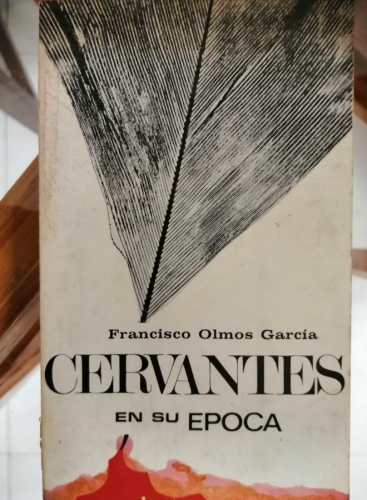 Francisco Olmos García
CERVANTES
EN SU EPOCA